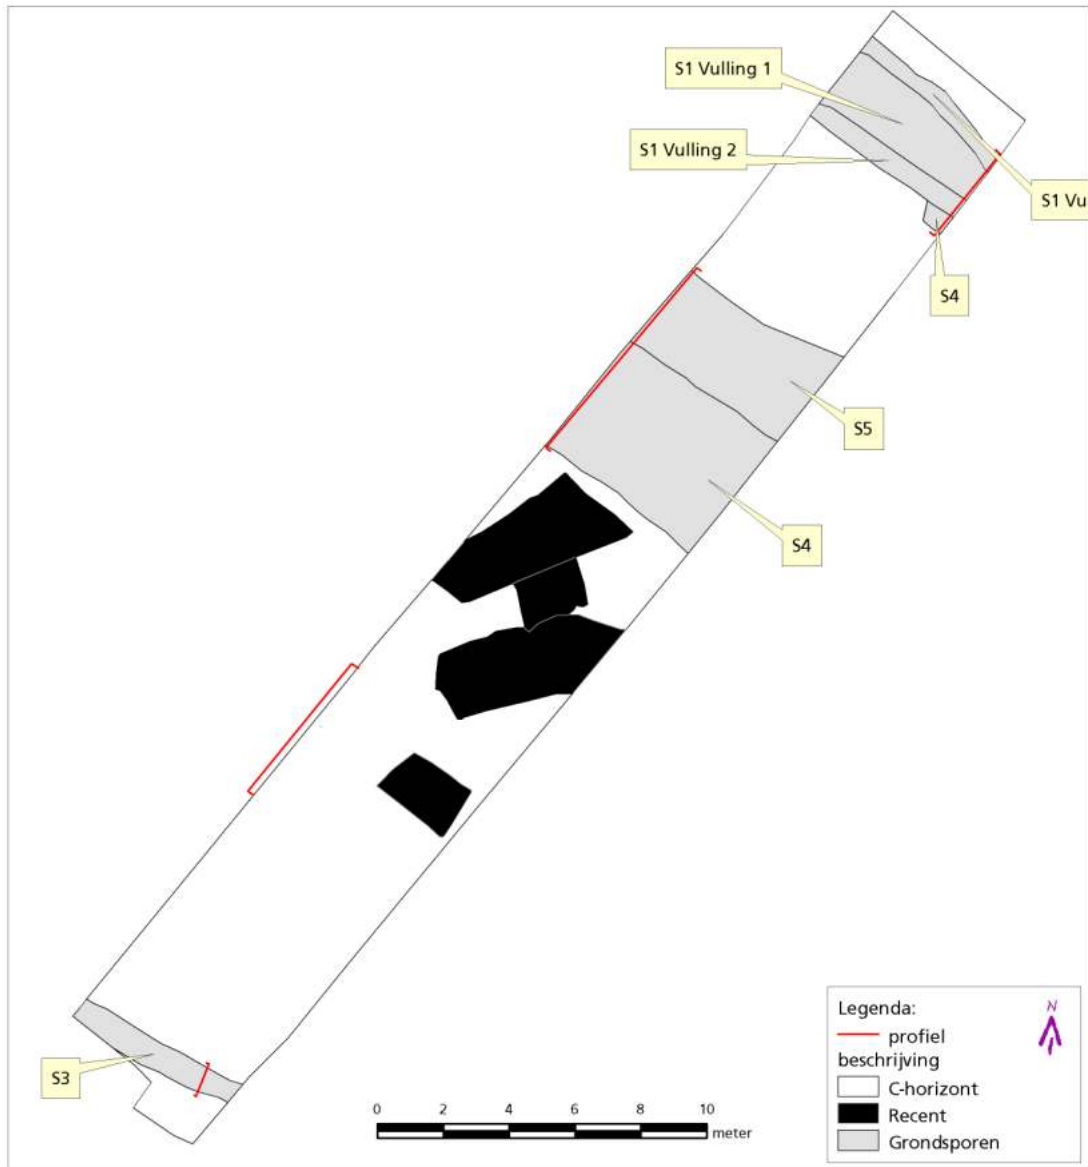 S1 Vulling 1
S1 Vulling 2
S1 Vu
S4
S5
S4
S3
0 2 4 6 8 10
meter
Legenda:
N
profiel
beschrijving
C-horizont
Recent
Grondsporen